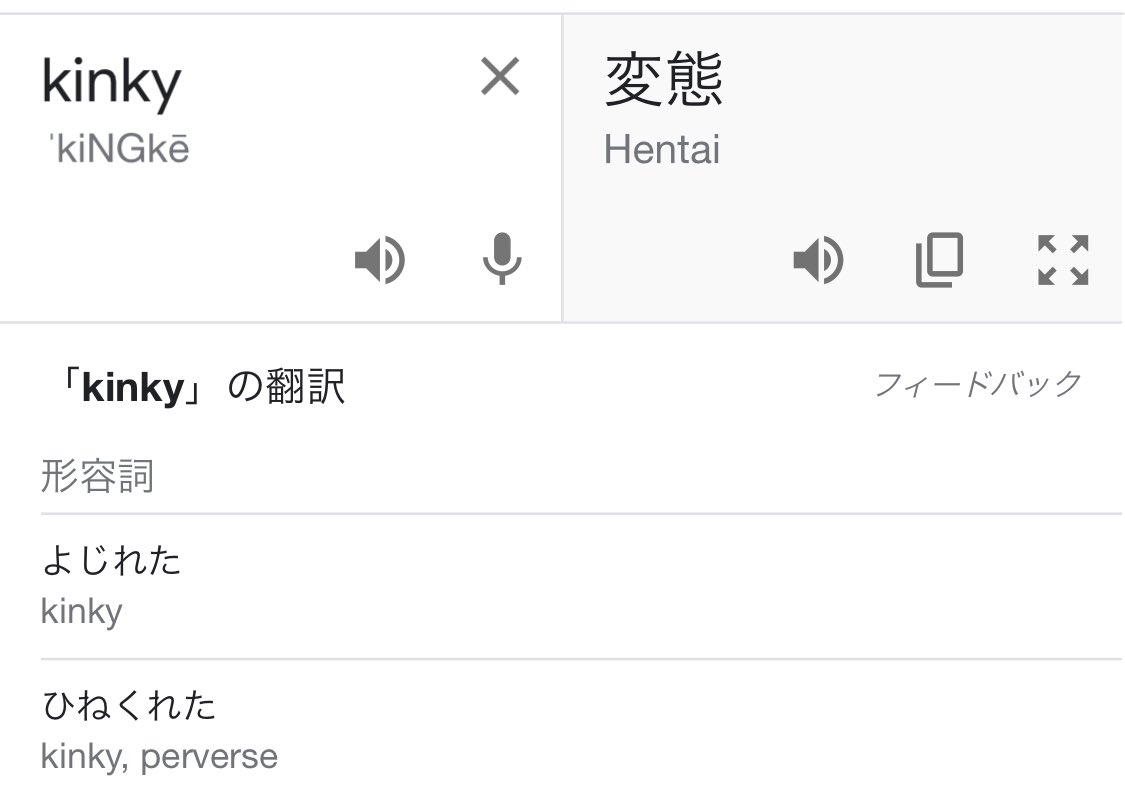 kinky
ˈkiNGkē
変態
Hentai
「kinky」の翻訳
フィードバック
形容詞
よじれた
kinky
ひねくれた
kinky, perverse